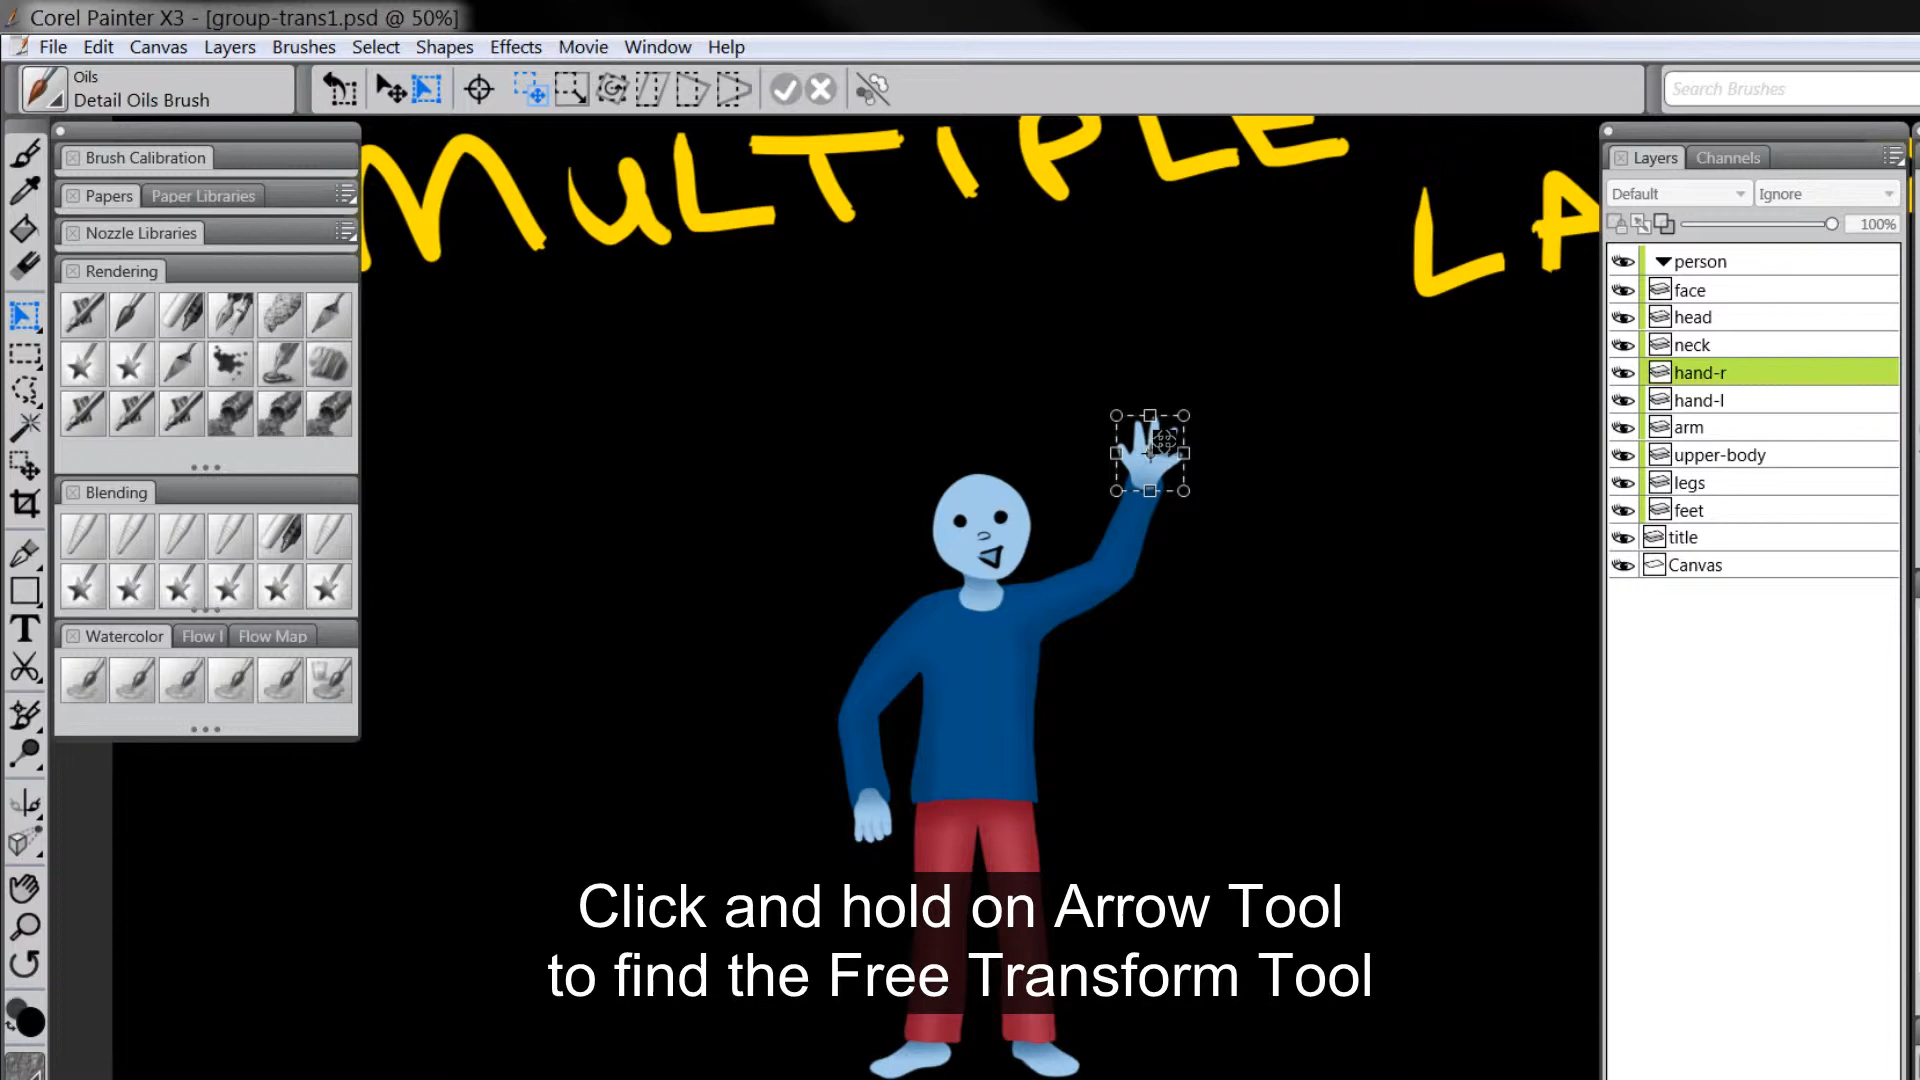 Corel Painter X3 - [group-trans1.psd @ 50%]
File Edit Canvas Layers Brushes Select Shapes Effects Movie Window Help
Oils
Detail Oils Brush
Search Brushes
Brush Calibration
Papers Paper Libraries
Nozzle Libraries
Rendering
Blending
Watercolor Flow Flow Map
MULTIPLE
LA
Layers Channels
Default Ignore
100%
person
face
head
neck
hand-r
hand-l
arm
upper-body
legs
feet
title
Canvas
Click and hold on Arrow Tool
to find the Free Transform Tool